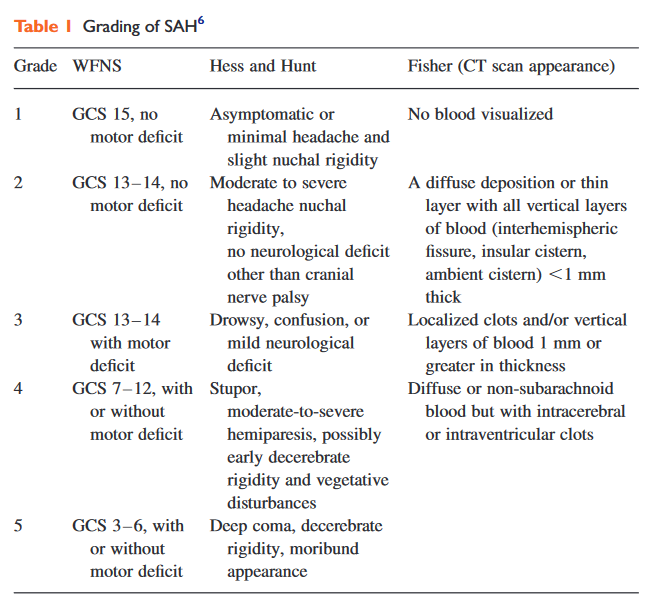 Table 1 Grading of SAH6
Grade WFNS Hess and Hunt Fisher (CT scan appearance)
1 GCS 15, no Asymptomatic or No blood visualized
motor deficit minimal headache and
slight nuchal rigidity
2 GCS 13–14, no Moderate to severe A diffuse deposition or thin
motor deficit headache nuchal layer with all vertical layers
rigidity, of blood (interhemispheric
no neurological deficit fissure, insular cistern,
other than cranial ambient cistern) <1 mm
nerve palsy thick
3 GCS 13–14 Drowsy, confusion, or Localized clots and/or vertical
with motor mild neurological layers of blood 1 mm or
deficit deficit greater in thickness
4 GCS 7–12, with Stupor, Diffuse or non-subarachnoid
or without moderate-to-severe blood but with intracerebral
motor deficit hemiparesis, possibly or intraventricular clots
early decerebrate
rigidity and vegetative
disturbances
5 GCS 3–6, with Deep coma, decerebrate
or without rigidity, moribund
motor deficit appearance